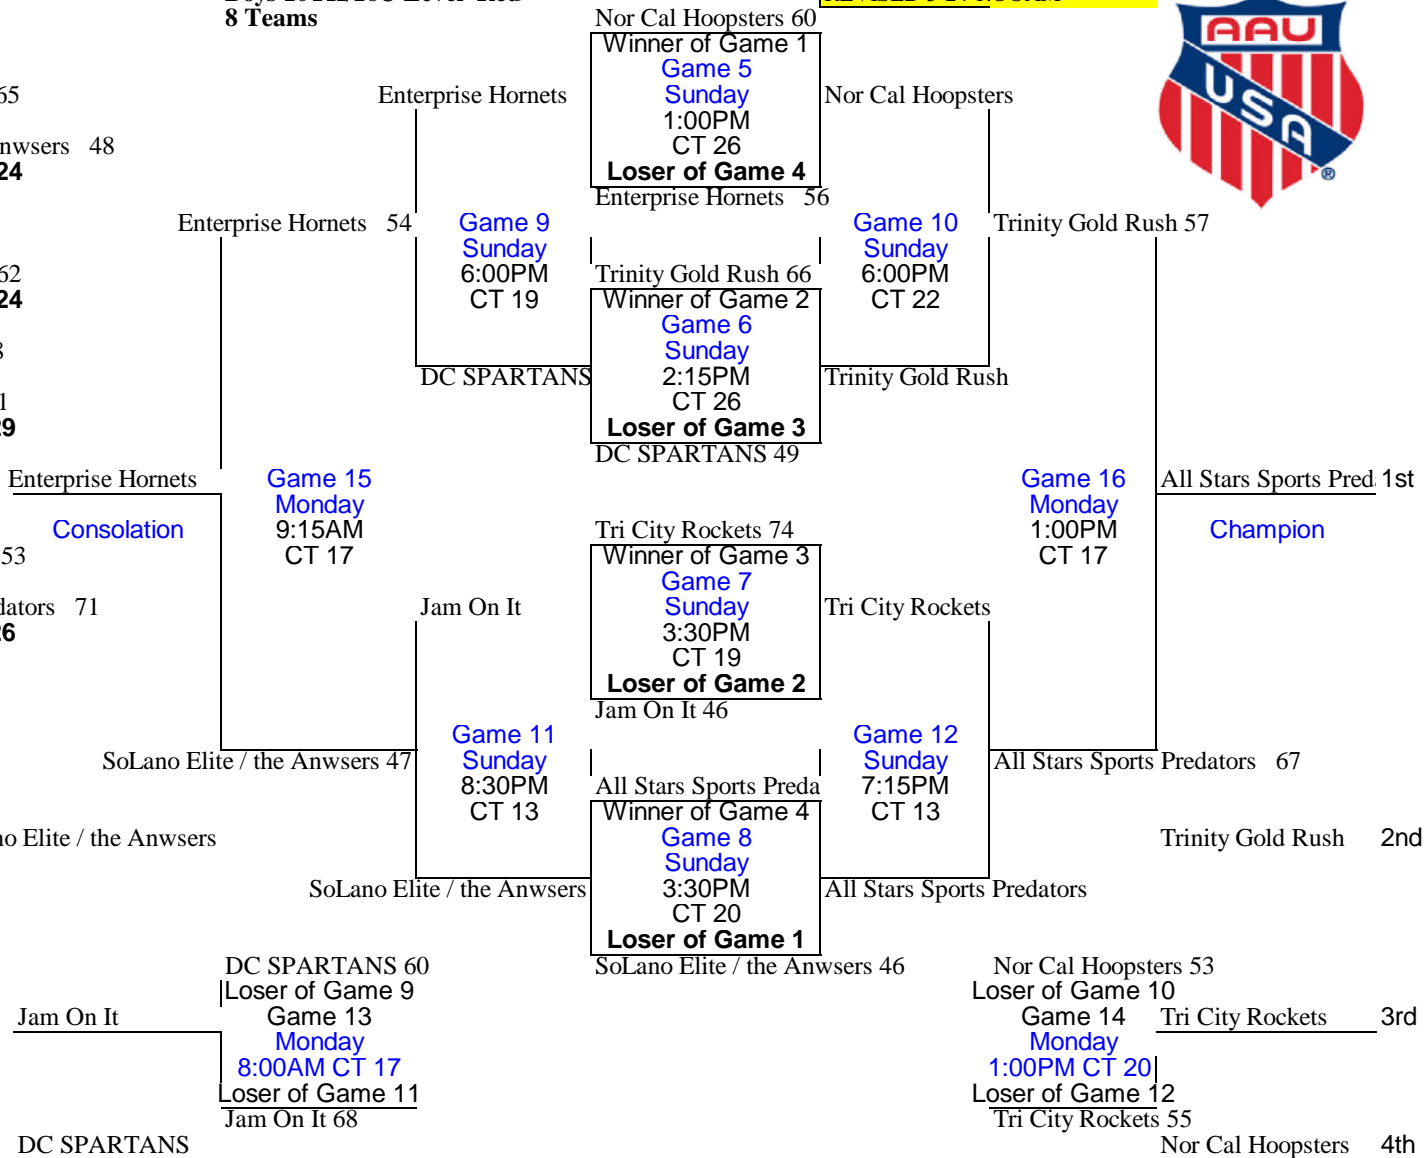 8 Teams
Nor Cal Hoopsters 60
Winner of Game 1
Game 5
Sunday
1:00PM
CT 26
Loser of Game 4
Enterprise Hornets 56
AAU
USA
®
65
48
24
Enterprise Hornets
Nor Cal Hoopsters
Enterprise Hornets 54
Game 9
Sunday
6:00PM
CT 19
Game 10
Sunday
6:00PM
CT 22
Trinity Gold Rush 57
62
24
Trinity Gold Rush 66
Winner of Game 2
Game 6
Sunday
2:15PM
CT 26
Loser of Game 3
DC SPARTANS 49
DC SPARTANS
Trinity Gold Rush
Enterprise Hornets
Consolation
Game 15
Monday
9:15AM
CT 17
Game 16
Monday
1:00PM
CT 17
All Stars Sports Pred 1st
Champion
53
71
Tri City Rockets 74
Winner of Game 3
Game 7
Sunday
3:30PM
CT 19
Loser of Game 2
Jam On It 46
Jam On It
Tri City Rockets
SoLano Elite / the Anwsers 47
Game 11
Sunday
8:30PM
CT 13
Game 12
Sunday
7:15PM
CT 13
All Stars Sports Predators 67
All Stars Sports Preda
Winner of Game 4
Game 8
Sunday
3:30PM
CT 20
Loser of Game 1
SoLano Elite / the Anwsers 46
Elite / the Anwsers
Trinity Gold Rush 2nd
SoLano Elite / the Anwsers
All Stars Sports Predators
DC SPARTANS 60
Loser of Game 9
Game 13
Monday
8:00AM CT 17
Loser of Game 11
Jam On It 68
Jam On It
DC SPARTANS
Nor Cal Hoopsters 53
Loser of Game 10
Game 14
Monday
1:00PM CT 20
Loser of Game 12
Tri City Rockets 55
Tri City Rockets 3rd
Nor Cal Hoopsters 4th